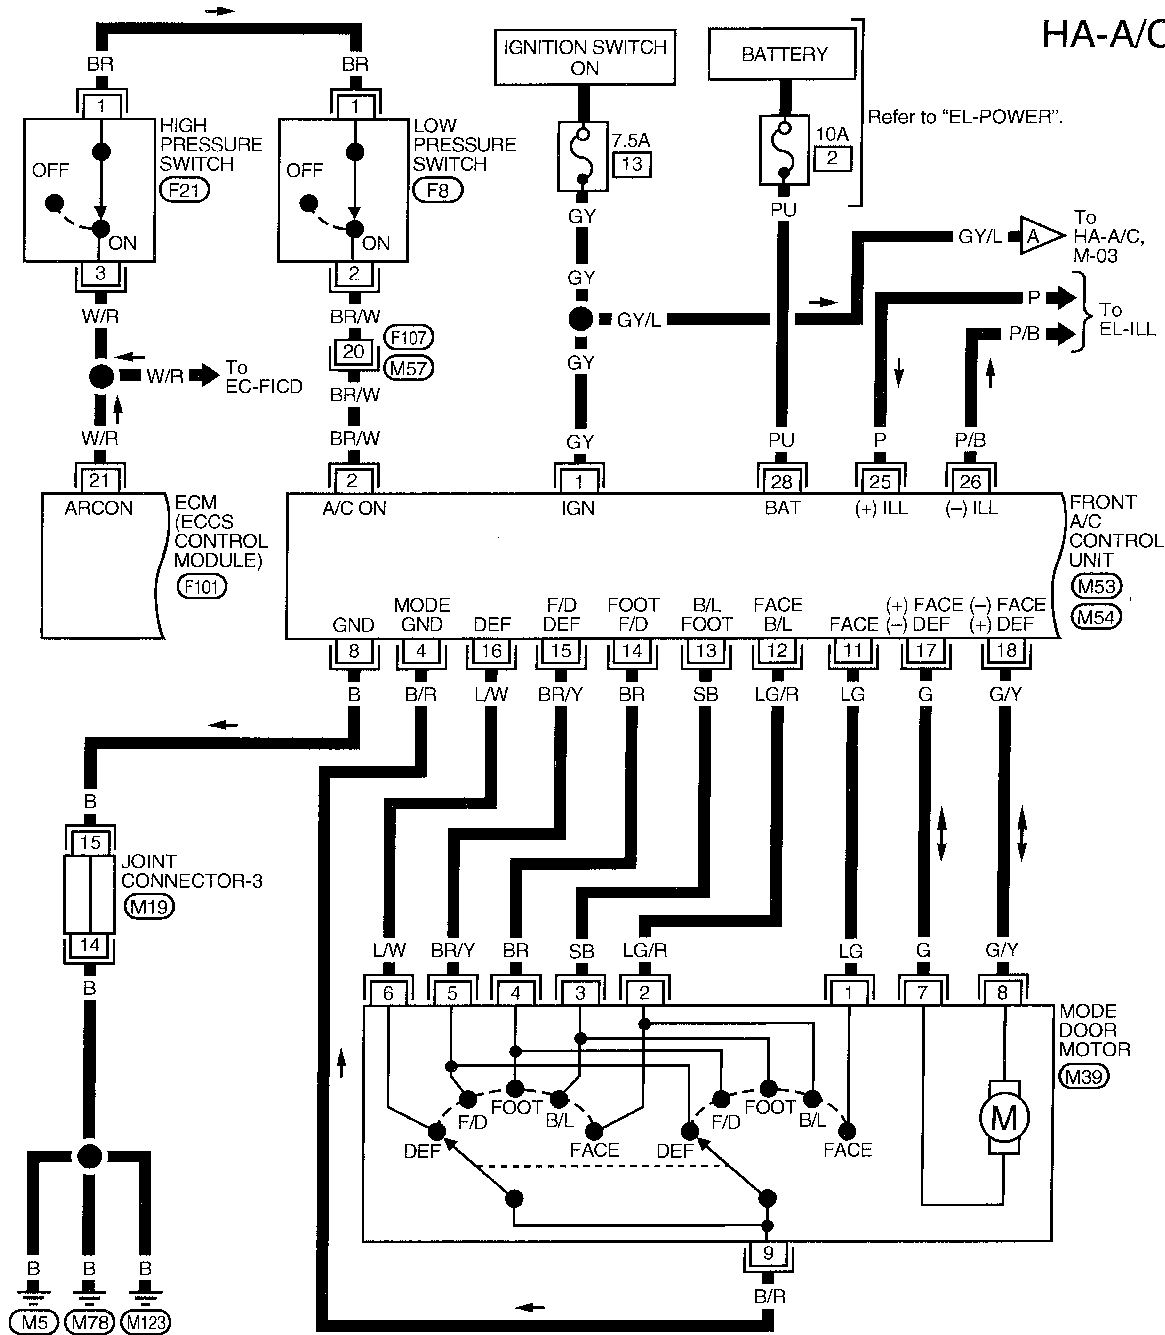 HA-A/C
BR
BR
1
1
HIGH
PRESSURE
SWITCH
F21
OFF
ON
3
LOW
PRESSURE
SWITCH
F8
OFF
ON
2
IGNITION SWITCH
ON
BATTERY
Refer to "EL-POWER".
7.5A
13
10A
2
GY
PU
GY
GY/L
GY
GY
GY/L
A
To
HA-A/C,
M-03
P
P/B
To
EL-ILL
W/R
W/R
To
EC-FICD
W/R
BR/W
20
F107
M57
BR/W
BR/W
PU
P
P/B
21
2
1
28
25
26
ARCON
ECM
(ECCS
CONTROL
MODULE)
F101
A/C ON
IGN
BAT
(+) ILL
(–) ILL
FRONT
A/C
CONTROL
UNIT
M53
M54
GND
MODE
GND
DEF
F/D
DEF
FOOT
F/D
B/L
FOOT
FACE
B/L
FACE
(+) FACE
(–) DEF
(–) FACE
(+) DEF
8
4
16
15
14
13
12
11
17
18
B
B/R
L/W
BR/Y
BR
SB
LG/R
LG
G
G/Y
B
15
JOINT
CONNECTOR-3
M19
14
B
L/W
BR/Y
BR
SB
LG/R
LG
G
G/Y
6
5
4
3
2
1
7
8
MODE
DOOR
MOTOR
M39
DEF
F/D
FOOT
B/L
FACE
DEF
F/D
FOOT
B/L
FACE
M
9
B/R
B
B
B
M5
M78
M123